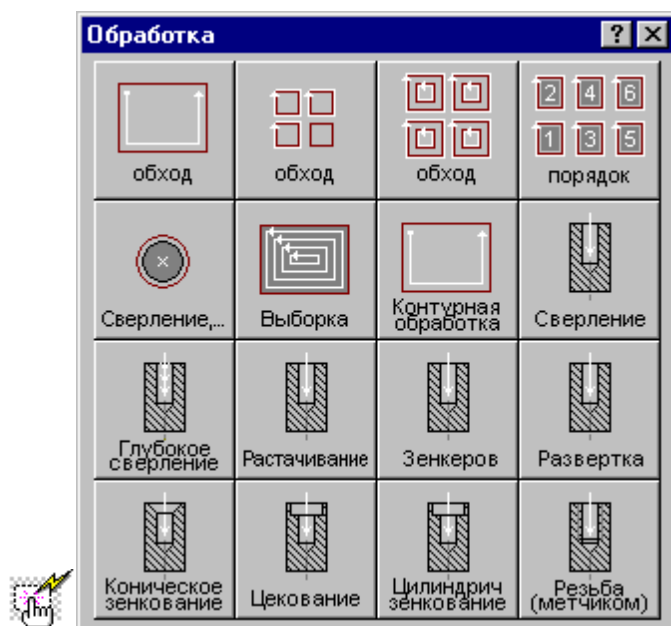 Обработка
обход
обход
обход
2 4 6
1 3 5
порядок
Сверление,...
Выборка
Контурная
обработка
Сверление
Глубокое
сверление
Растачивание
Зенкеров
Развертка
Коническое
зенкование
Цекование
Цилиндрич
зенкование
Резьба
(метчиком)